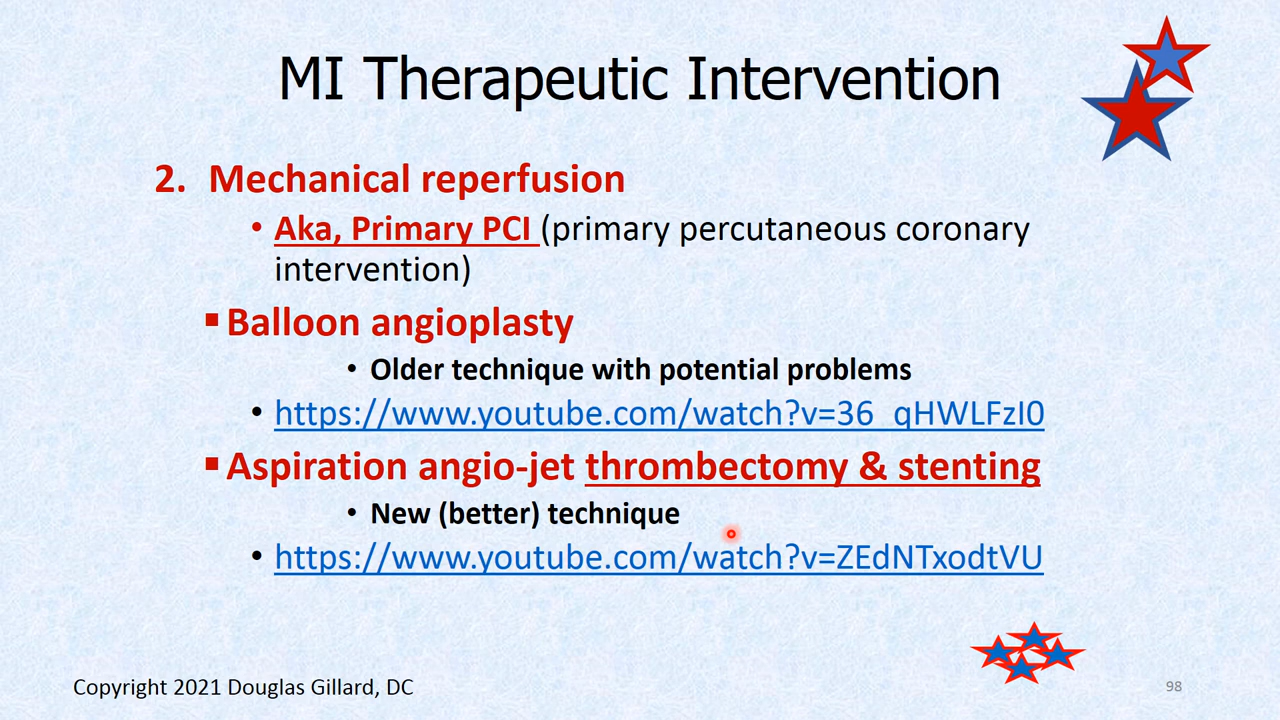 MI Therapeutic Intervention
2. Mechanical reperfusion
• Aka, Primary PCI (primary percutaneous coronary
intervention)
▪ Balloon angioplasty
• Older technique with potential problems
• https://www.youtube.com/watch?v=36_qHWLFzI0
▪ Aspiration angio-jet thrombectomy & stenting
• New (better) technique
• https://www.youtube.com/watch?v=ZEdNTxodtVU
Copyright 2021 Douglas Gillard, DC
98